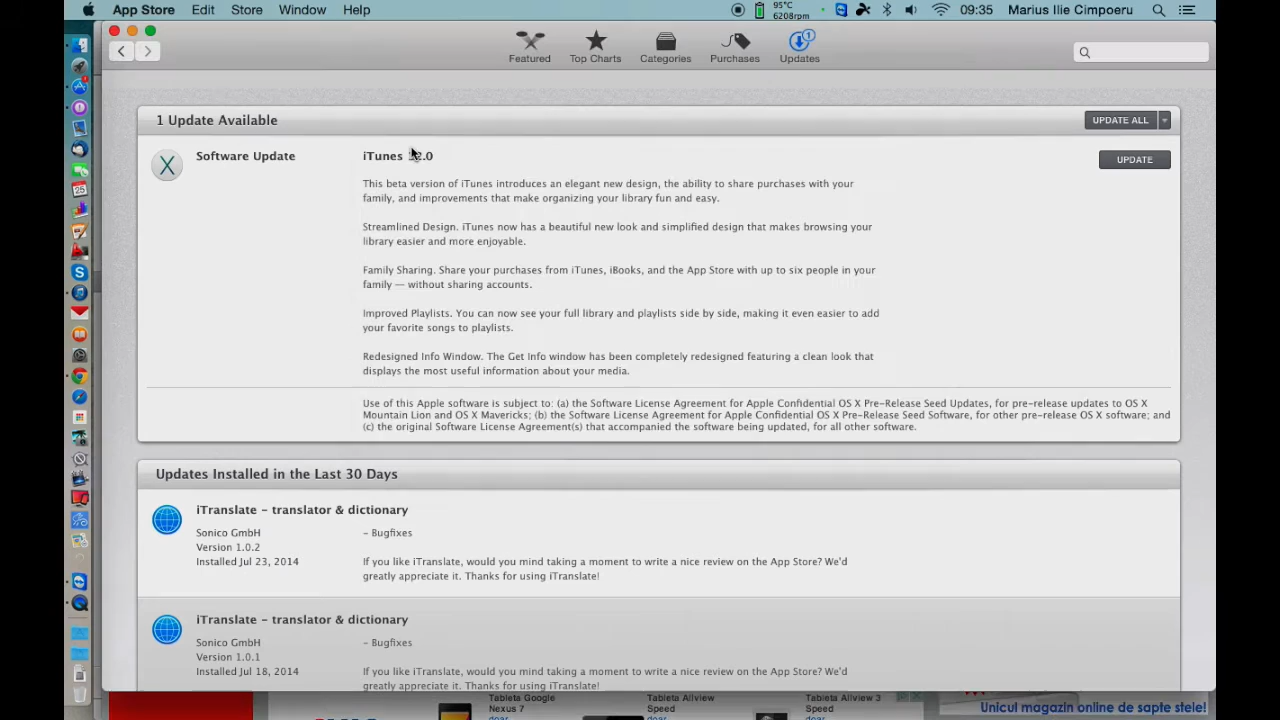 App Store Edit Store Window Help
95°C
6208rpm
09:35 Marius Ilie Cimpoeru
Featured Top Charts Categories Purchases Updates
1
1 Update Available
UPDATE ALL
Software Update
iTunes
UPDATE
This beta version of iTunes introduces an elegant new design, the ability to share purchases with your
family, and improvements that make organizing your library fun and easy.
Streamlined Design. iTunes now has a beautiful new look and simplified design that makes browsing your
library easier and more enjoyable.
Family Sharing. Share your purchases from iTunes, iBooks, and the App Store with up to six people in your
family — without sharing accounts.
Improved Playlists. You can now see your full library and playlists side by side, making it even easier to add
your favorite songs to playlists.
Redesigned Info Window. The Get Info window has been completely redesigned featuring a clean look that
displays the most useful information about your media.
Use of this Apple software is subject to: (a) the Software License Agreement for Apple Confidential OS X Pre-Release Seed Updates, for pre-release updates to OS X
Mountain Lion and OS X Mavericks; (b) the Software License Agreement for Apple Confidential OS X Pre-Release Seed Software, for other pre-release OS X software; and
(c) the original Software License Agreement(s) that accompanied the software being updated, for all other software.
Updates Installed in the Last 30 Days
iTranslate – translator & dictionary
Sonico GmbH
Version 1.0.2
Installed Jul 23, 2014
– Bugfixes
If you like iTranslate, would you mind taking a moment to write a nice review on the App Store? We'd
greatly appreciate it. Thanks for using iTranslate!
iTranslate – translator & dictionary
Sonico GmbH
Version 1.0.1
Installed Jul 18, 2014
– Bugfixes
If you like iTranslate, would you mind taking a moment to write a nice review on the App Store? We'd
greatly appreciate it. Thanks for using iTranslate!
Tableta Google
Nexus 7
doar
Tableta Allview
Speed
doar
Tableta Allview 3
Speed
doar
Unicul magazin online de sapte stele!